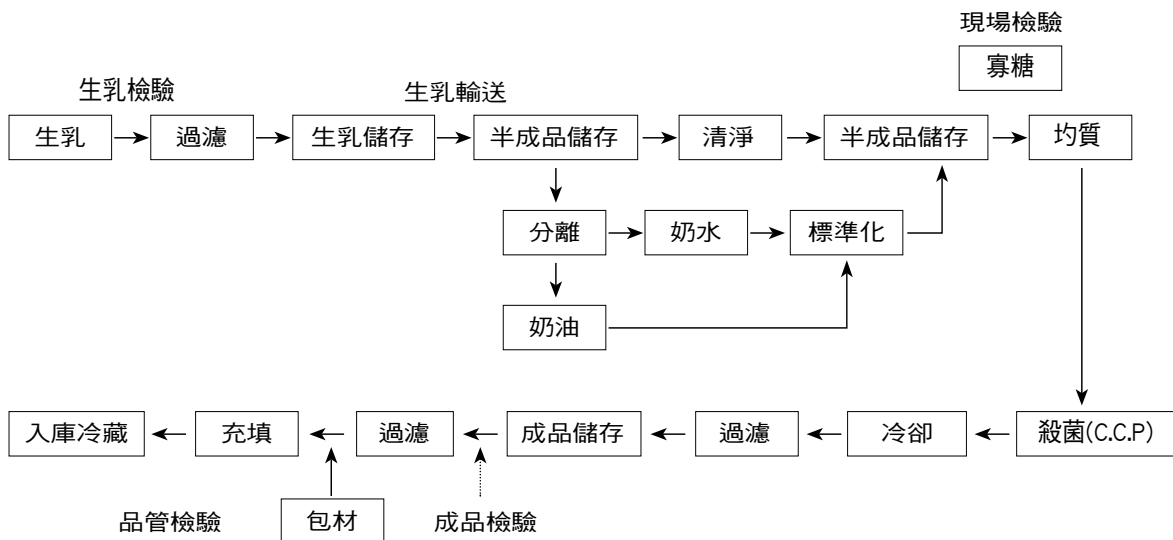 現場檢驗
寡糖
生乳檢驗
生乳輸送
生乳
過濾
生乳儲存
半成品儲存
清淨
半成品儲存
圴質
分離
奶水
標準化
奶油
入庫冷藏
充填
過濾
成品儲存
過濾
冷卻
殺菌(C.C.P)
品管檢驗
包材
成品檢驗